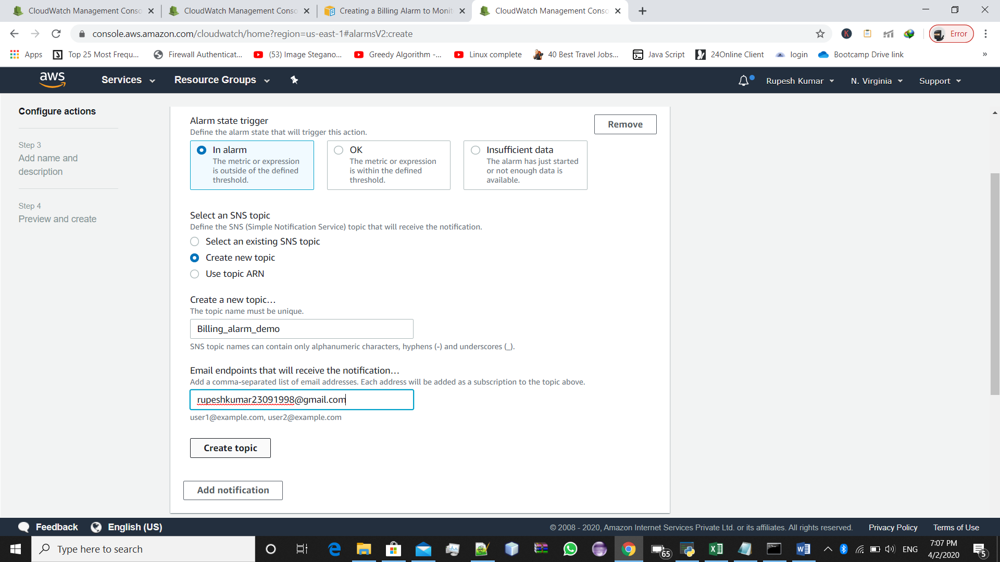 CloudWatch Management Conso
CloudWatch Management Conso
Creating a Billing Alarm to Monit
CloudWatch Management Conso
console.aws.amazon.com/cloudwatch/home?region=us-east-1#alarmsV2:create
K
Error
Apps
Top 25 Most Frequ...
Firewall Authenticat...
(53) Image Stegano...
Greedy Algorithm -...
Linux complete
40 Best Travel Jobs...
Java Script
24Online Client
login
Bootcamp Drive link
»
aws
Services
Resource Groups
Rupesh Kumar
N. Virginia
Support
Configure actions
Step 3
Add name and
description
Step 4
Preview and create
Alarm state trigger
Define the alarm state that will trigger this action.
Remove
In alarm
The metric or expression
is outside of the defined
threshold.
OK
The metric or expression
is within the defined
threshold.
Insufficient data
The alarm has just started
or not enough data is
available.
Select an SNS topic
Define the SNS (Simple Notification Service) topic that will receive the notification.
Select an existing SNS topic
Create new topic
Use topic ARN
Create a new topic…
The topic name must be unique.
Billing_alarm_demo
SNS topic names can contain only alphanumeric characters, hyphens (-) and underscores (_).
Email endpoints that will receive the notification…
Add a comma-separated list of email addresses. Each address will be added as a subscription to the topic above.
rupeshkumar23091998@gmail.com
user1@example.com, user2@example.com
Create topic
Add notification
Feedback
English (US)
© 2008 - 2020, Amazon Internet Services Private Ltd. or its affiliates. All rights reserved.
Privacy Policy
Terms of Use
Type here to search
65
ENG
7:07 PM
4/2/2020
5